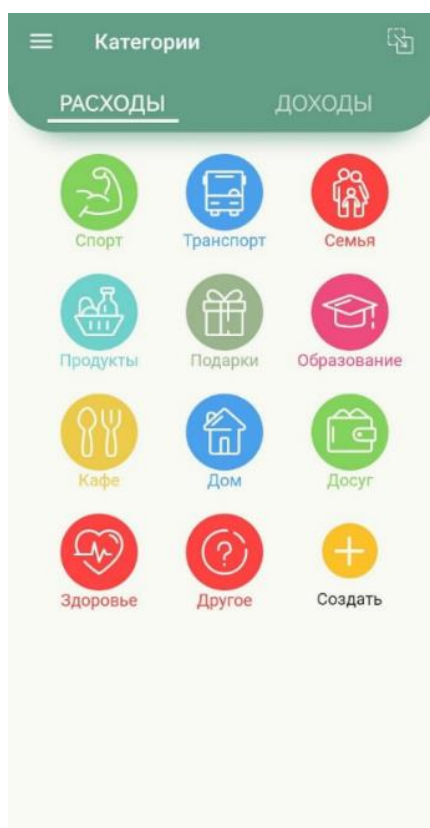 Категории
РАСХОДЫ ДОХОДЫ
Спорт Транспорт Семья
Продукты Подарки Образование
Кафе Дом Досуг
Здоровье Другое Создать